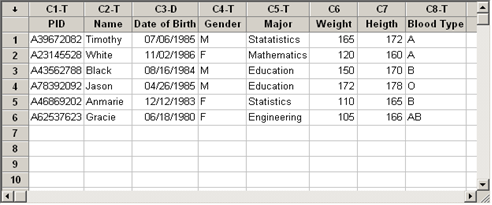 ↓ C1-T C2-T C3-D C4-T C5-T C6 C7 C8-T
PID Name Date of Birth Gender Major Weight Heigth Blood Type
1 A39672082 Timothy 07/06/1985 M Statatistics 165 172 A
2 A23145528 White 11/02/1986 F Mathematics 120 160 A
3 A43562788 Black 08/16/1984 M Education 150 170 B
4 A78392092 Jason 04/26/1985 M Education 172 178 O
5 A46869202 Anmarie 12/12/1983 F Statistics 110 165 B
6 A62537623 Gracie 06/18/1980 F Engineering 105 166 AB
7
8
9
10